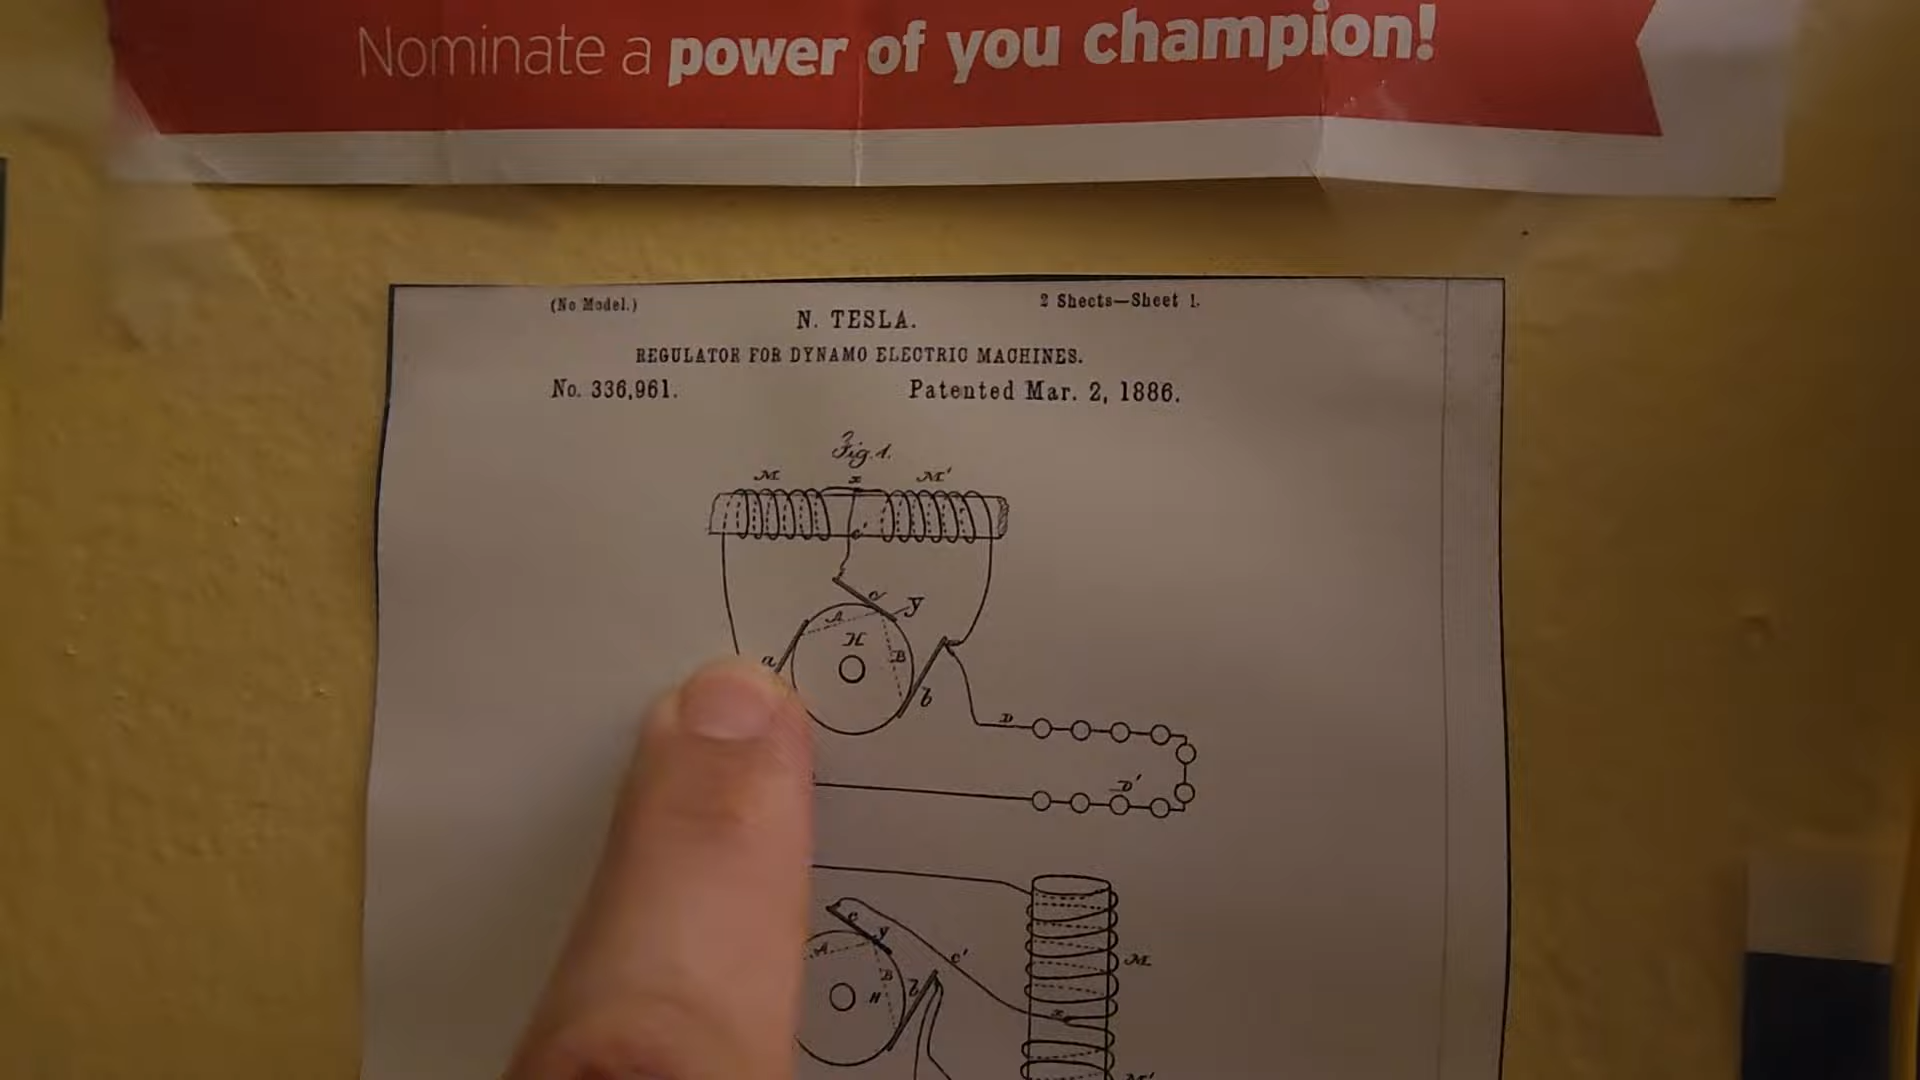 Nominate a power of you champion!
(No Model.)
2 Sheets—Sheet 1.
N. TESLA.
REGULATOR FOR DYNAMO ELECTRIC MACHINES.
No. 336,961.
Patented Mar. 2, 1886.
Fig. 1.
M x M'
c'
c y
A
H
a B
b
D
D'
c y
A c'
B
H b
M
x
M'